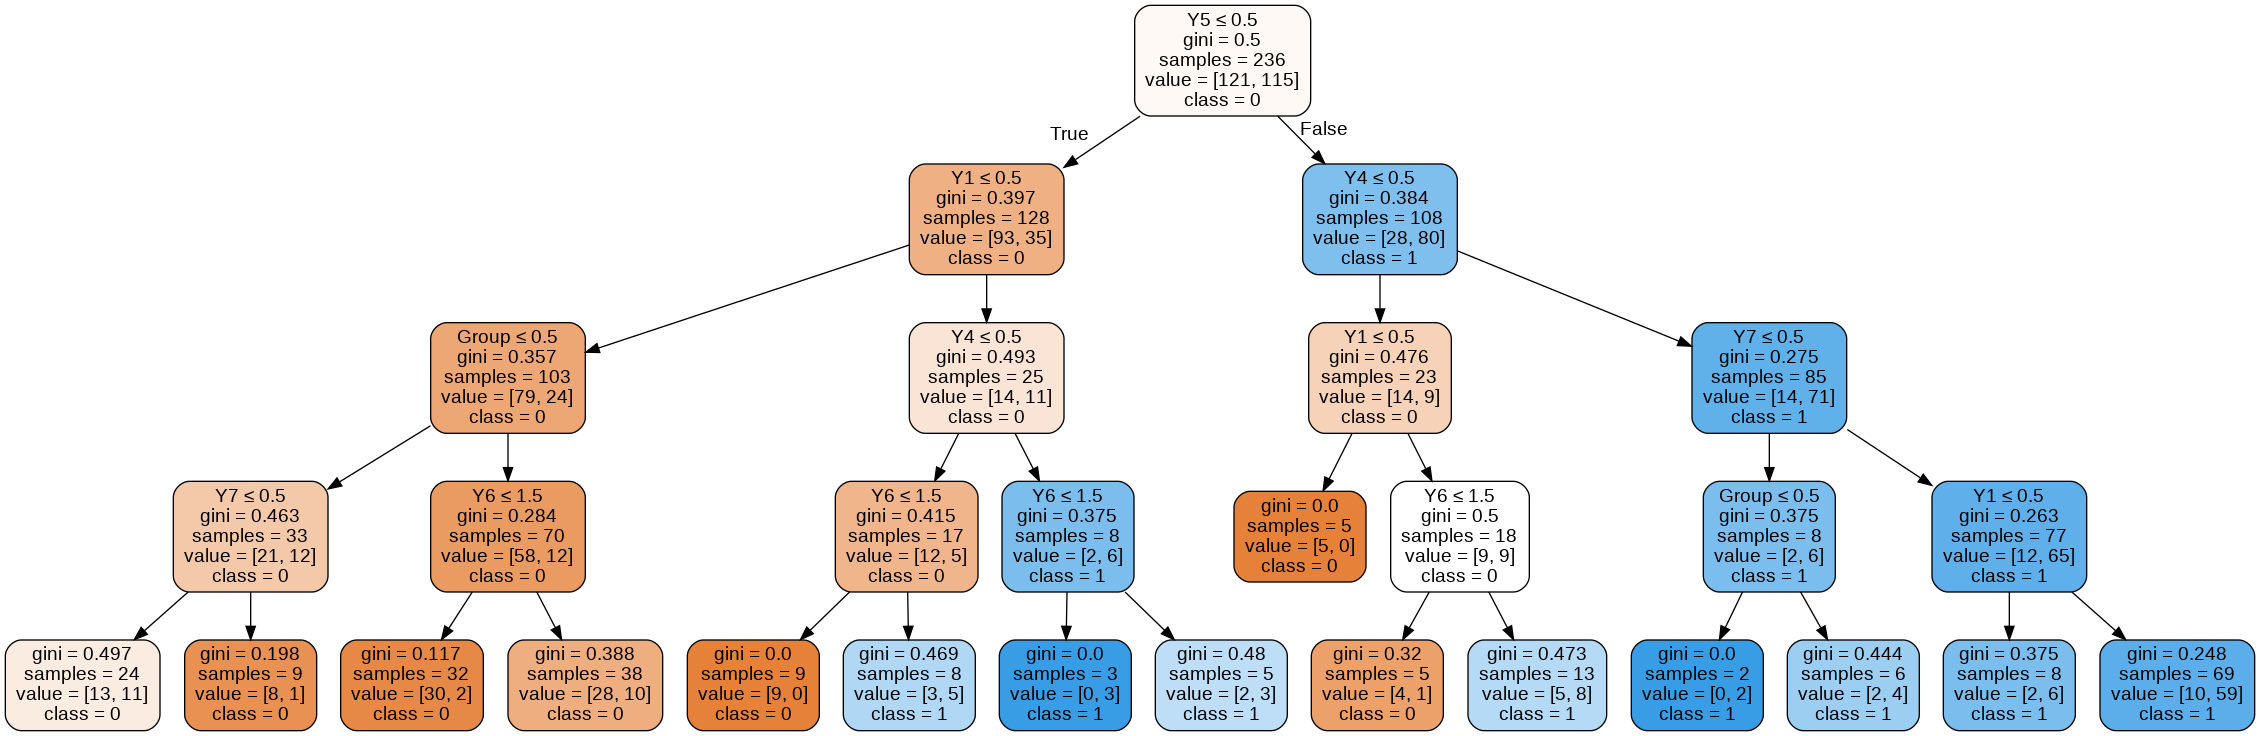 Y5 ≤ 0.5
gini = 0.5
samples = 236
value = [121, 115]
class = 0
True
False
Y1 ≤ 0.5
gini = 0.397
samples = 128
value = [93, 35]
class = 0
Y4 ≤ 0.5
gini = 0.384
samples = 108
value = [28, 80]
class = 1
Group ≤ 0.5
gini = 0.357
samples = 103
value = [79, 24]
class = 0
Y4 ≤ 0.5
gini = 0.493
samples = 25
value = [14, 11]
class = 0
Y1 ≤ 0.5
gini = 0.476
samples = 23
value = [14, 9]
class = 0
Y7 ≤ 0.5
gini = 0.275
samples = 85
value = [14, 71]
class = 1
Y7 ≤ 0.5
gini = 0.463
samples = 33
value = [21, 12]
class = 0
Y6 ≤ 1.5
gini = 0.284
samples = 70
value = [58, 12]
class = 0
Y6 ≤ 1.5
gini = 0.415
samples = 17
value = [12, 5]
class = 0
Y6 ≤ 1.5
gini = 0.375
samples = 8
value = [2, 6]
class = 1
gini = 0.0
samples = 5
value = [5, 0]
class = 0
Y6 ≤ 1.5
gini = 0.5
samples = 18
value = [9, 9]
class = 0
Group ≤ 0.5
gini = 0.375
samples = 8
value = [2, 6]
class = 1
Y1 ≤ 0.5
gini = 0.263
samples = 77
value = [12, 65]
class = 1
gini = 0.497
samples = 24
value = [13, 11]
class = 0
gini = 0.198
samples = 9
value = [8, 1]
class = 0
gini = 0.117
samples = 32
value = [30, 2]
class = 0
gini = 0.388
samples = 38
value = [28, 10]
class = 0
gini = 0.0
samples = 9
value = [9, 0]
class = 0
gini = 0.469
samples = 8
value = [3, 5]
class = 1
gini = 0.0
samples = 3
value = [0, 3]
class = 1
gini = 0.48
samples = 5
value = [2, 3]
class = 1
gini = 0.32
samples = 5
value = [4, 1]
class = 0
gini = 0.473
samples = 13
value = [5, 8]
class = 1
gini = 0.0
samples = 2
value = [0, 2]
class = 1
gini = 0.444
samples = 6
value = [2, 4]
class = 1
gini = 0.375
samples = 8
value = [2, 6]
class = 1
gini = 0.248
samples = 69
value = [10, 59]
class = 1